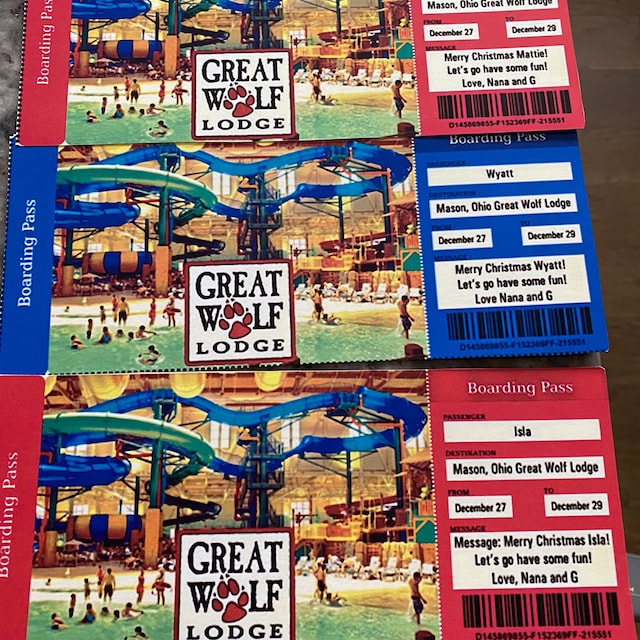 Boarding Pass
GREAT
WOLF
LODGE
Mason, Ohio Great Wolf Lodge
FROM
TO
December 27
December 29
MESSAGE
Merry Christmas Mattie!
Let's go have some fun!
Love, Nana and G
D145869855-F152369FF-215551
Boarding Pass
GREAT
WOLF
LODGE
Boarding Pass
PASSENGER
Wyatt
DESTINATION
Mason, Ohio Great Wolf Lodge
FROM
TO
December 27
December 29
MESSAGE
Merry Christmas Wyatt!
Let's go have some fun!
Love Nana and G
D145869855-F152369FF-215551
Boarding Pass
GREAT
WOLF
LODGE
Boarding Pass
PASSENGER
Isla
DESTINATION
Mason, Ohio Great Wolf Lodge
FROM
TO
December 27
December 29
MESSAGE
Message: Merry Christmas Isla!
Let's go have some fun!
Love, Nana and G
D145869855-F152369FF-215551